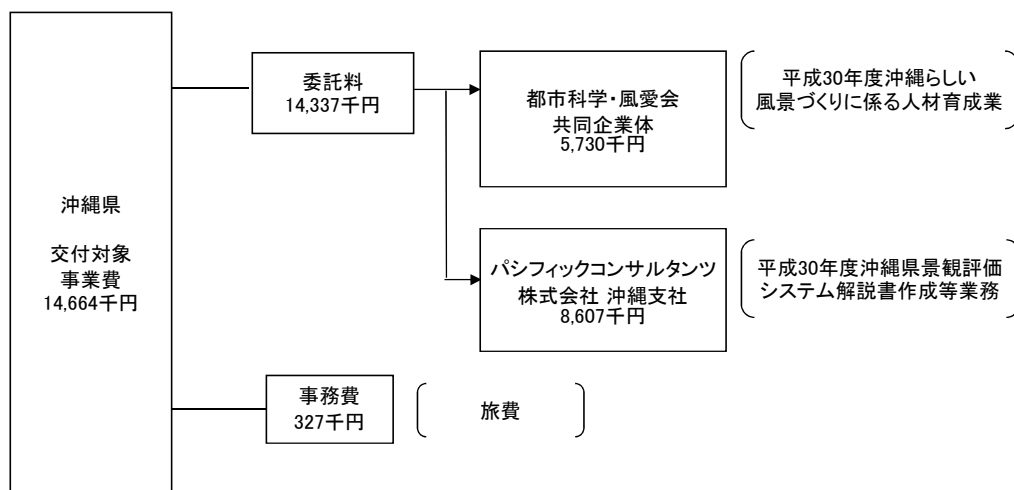 沖縄県
交付対象
事業費
14,664千円
委託料
14,337千円
都市科学・風愛会
共同企業体
5,730千円
平成30年度沖縄らしい
風景づくりに係る人材育成業
パシフィックコンサルタンツ
株式会社 沖縄支社
8,607千円
平成30年度沖縄県景観評価
システム解説書作成等業務
事務費
327千円
旅費